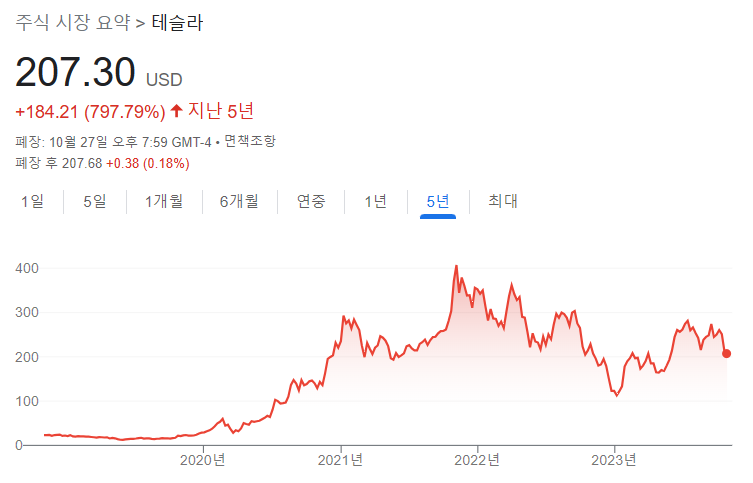 주식 시장 요약 > 테슬라
207.30 USD
+184.21 (797.79%) ↑ 지난 5년
폐장: 10월 27일 오후 7:59 GMT-4 • 면책조항
폐장 후 207.68 +0.38 (0.18%)
1일 5일 1개월 6개월 연중 1년 5년 최대
400
300
200
100
0
2020년 2021년 2022년 2023년